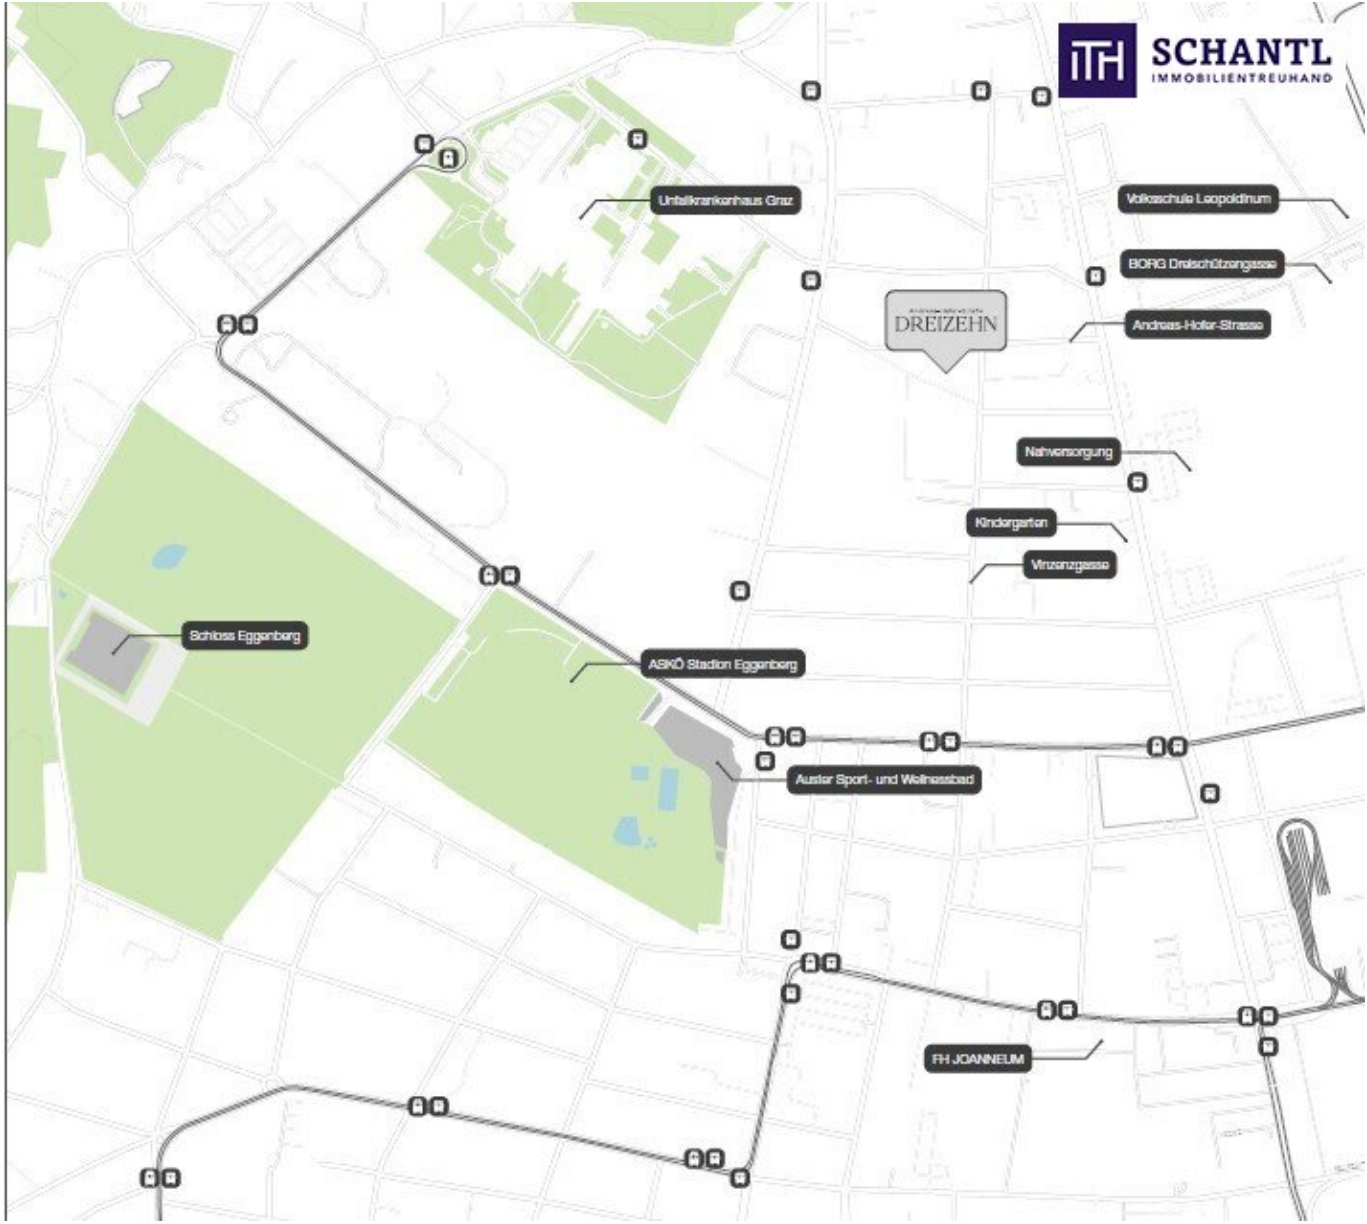 ITH SCHANTL
IMMOBILIENTREUHAND
Unfallkrankenhaus Graz
Volksschule Leopoldinum
BORG Dreischützengasse
DREIZEHN
Andreas-Hofer-Strasse
Nahversorgung
Kindergarten
Vinzenzgasse
Schloss Eggenberg
ASKÖ Stadion Eggenberg
Auster Sport- und Wellnessbad
FH JOANNEUM